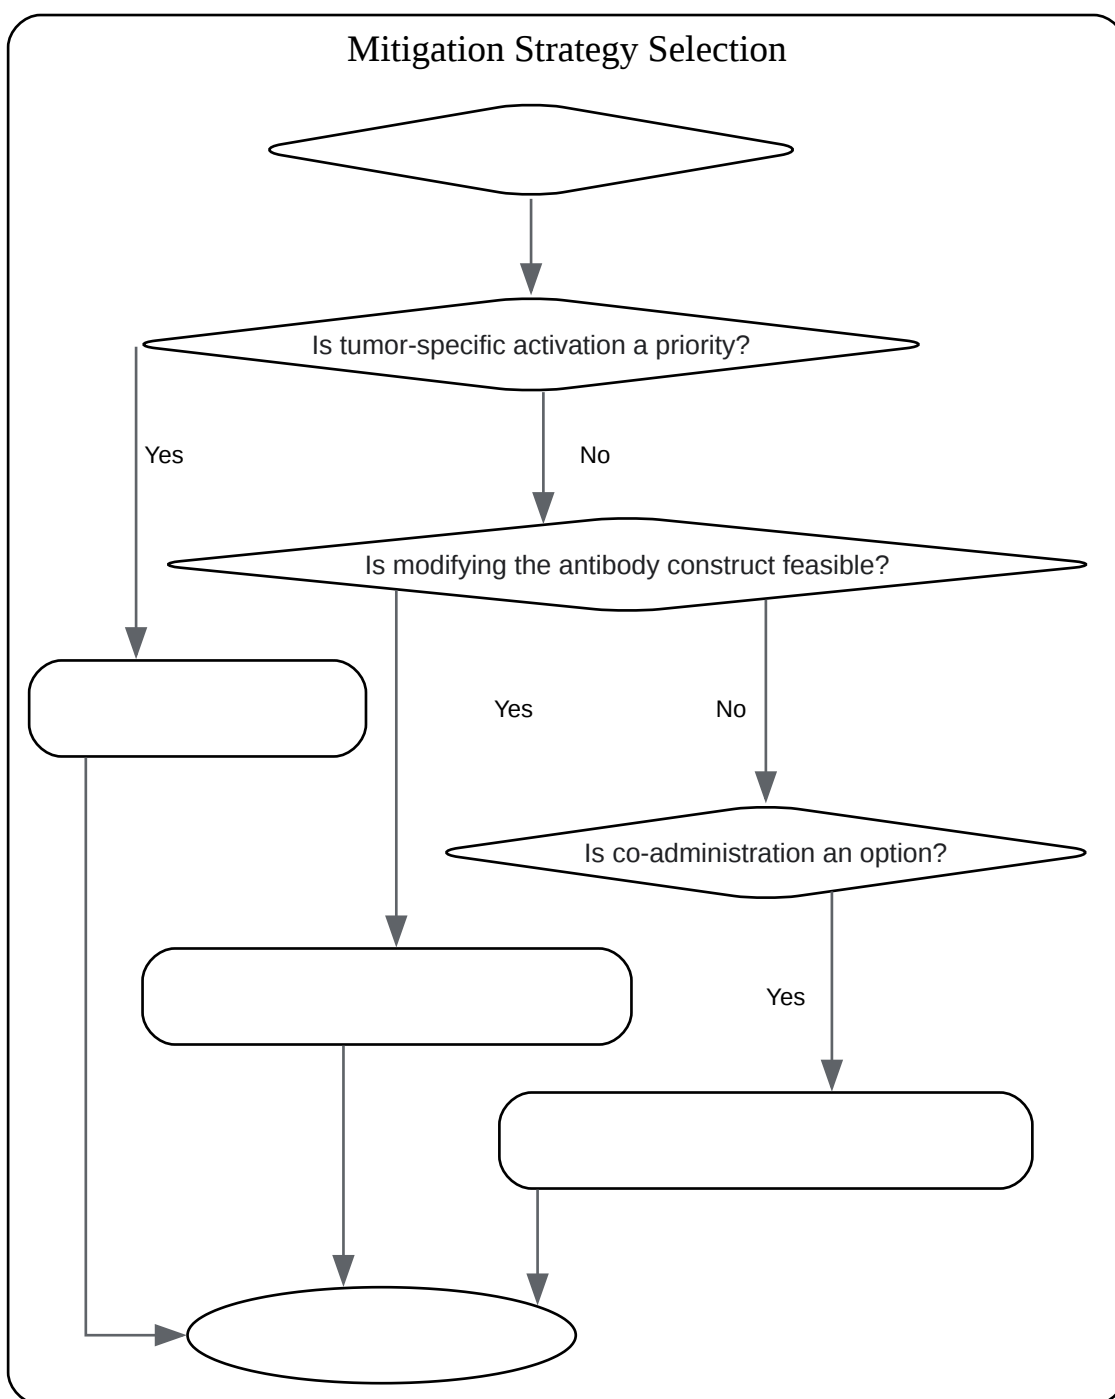 Mitigation Strategy Selection
Is tumor-specific activation a priority?
Yes
No
Is modifying the antibody construct feasible?
Yes
No
Is co-administration an option?
Yes